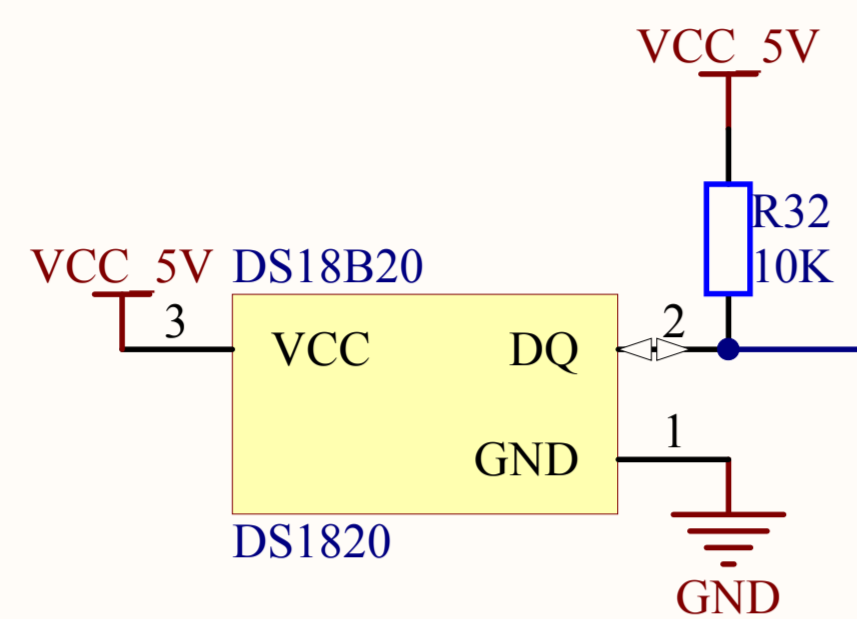 VCC_5V
R32
10K
VCC_5V
DS18B20
3
VCC
DQ
2
GND
1
DS1820
GND